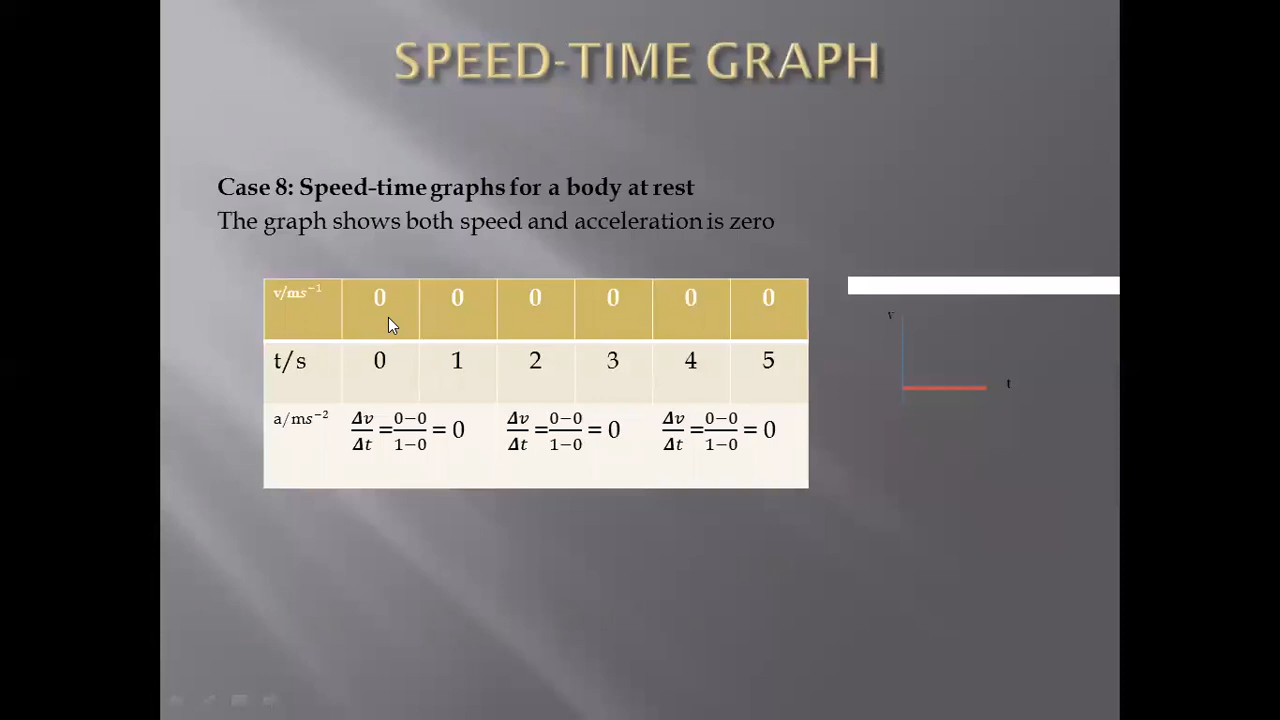 SPEED-TIME GRAPH
Case 8: Speed-time graphs for a body at rest
The graph shows both speed and acceleration is zero
v/ms⁻¹ 0 0 0 0 0 0
t/s 0 1 2 3 4 5
a/ms⁻² Δv/Δt=0−0/1−0=0 Δv/Δt=0−0/1−0=0 Δv/Δt=0−0/1−0=0
v
t